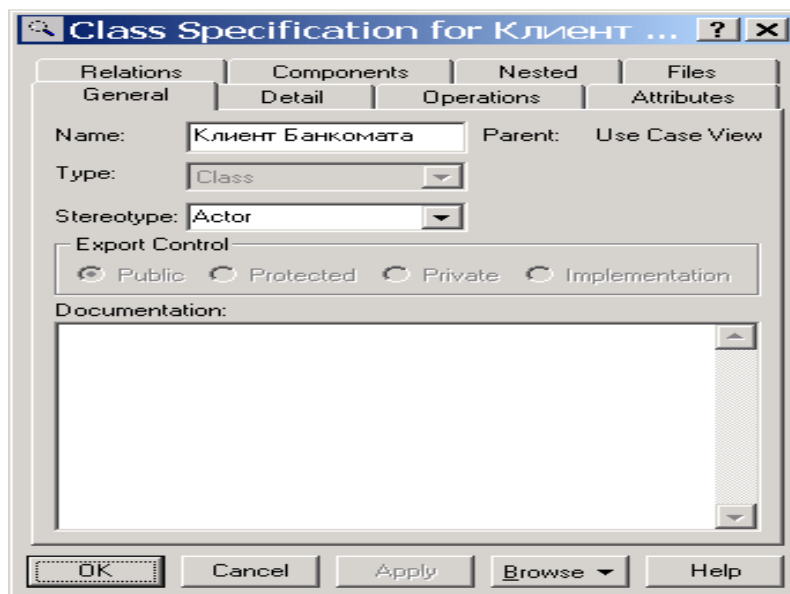 Class Specification for Клиент ...
Relations Components Nested Files
General Detail Operations Attributes
Name: Клиент Банкомата Parent: Use Case View
Type: Class
Stereotype: Actor
Export Control
Public Protected Private Implementation
Documentation:
OK Cancel Apply Browse Help